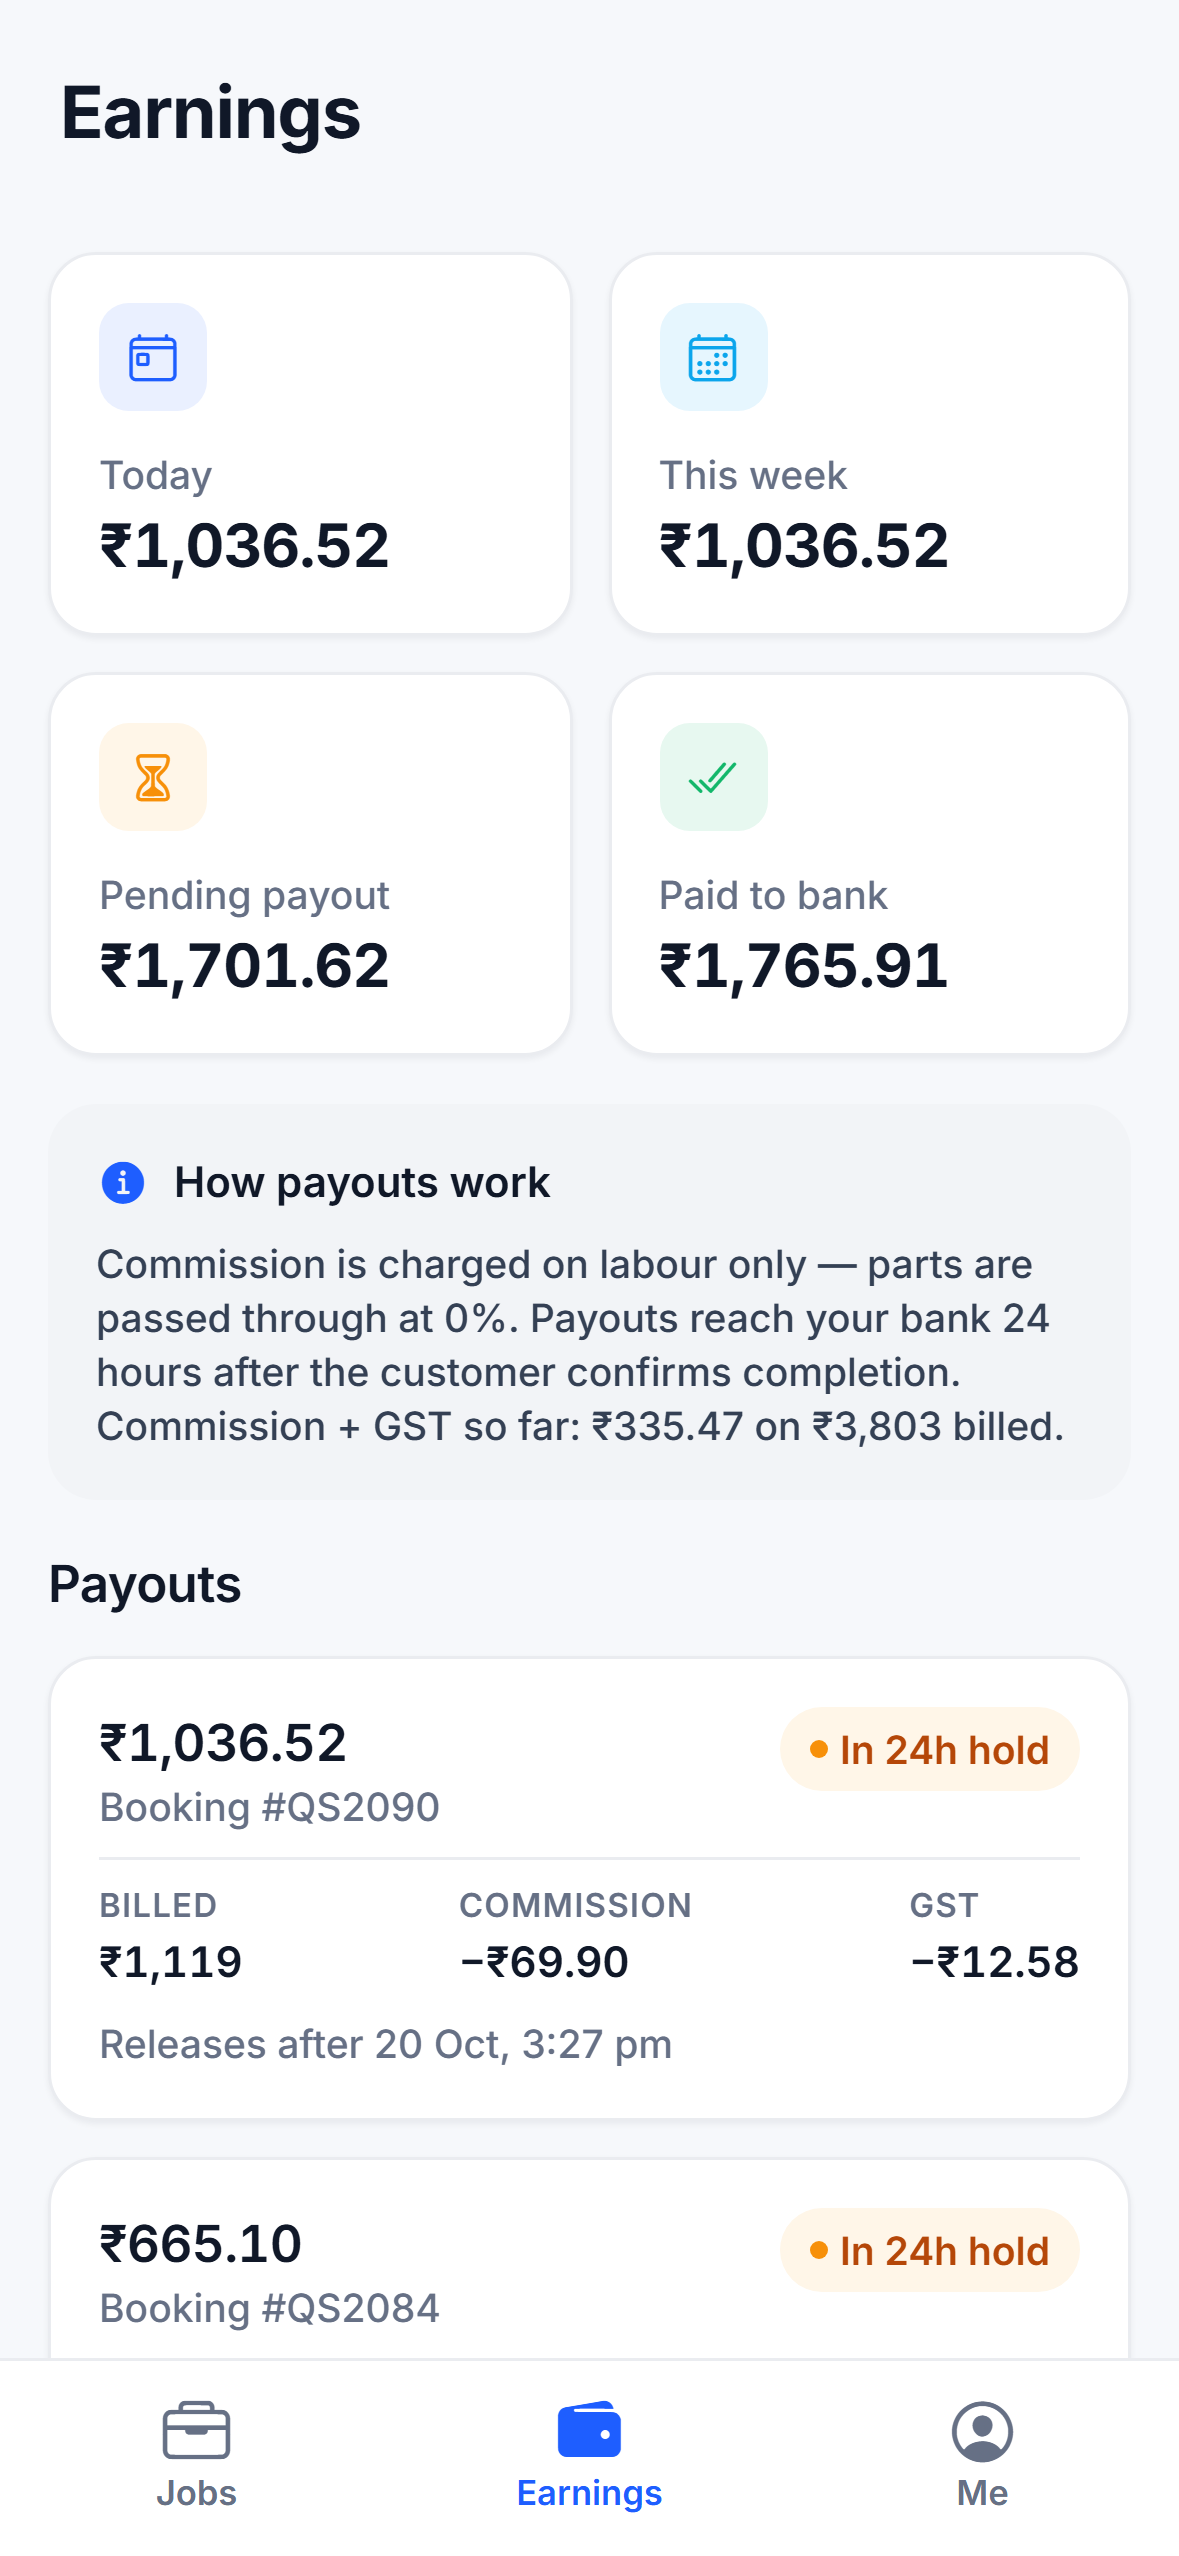 Earnings
Today
₹1,036.52
This week
₹1,036.52
Pending payout
₹1,701.62
Paid to bank
₹1,765.91
How payouts work
Commission is charged on labour only — parts are
passed through at 0%. Payouts reach your bank 24
hours after the customer confirms completion.
Commission + GST so far: ₹335.47 on ₹3,803 billed.
Payouts
₹1,036.52
In 24h hold
Booking #QS2090
BILLED COMMISSION GST
₹1,119 −₹69.90 −₹12.58
Releases after 20 Oct, 3:27 pm
₹665.10
In 24h hold
Booking #QS2084
Jobs Earnings Me